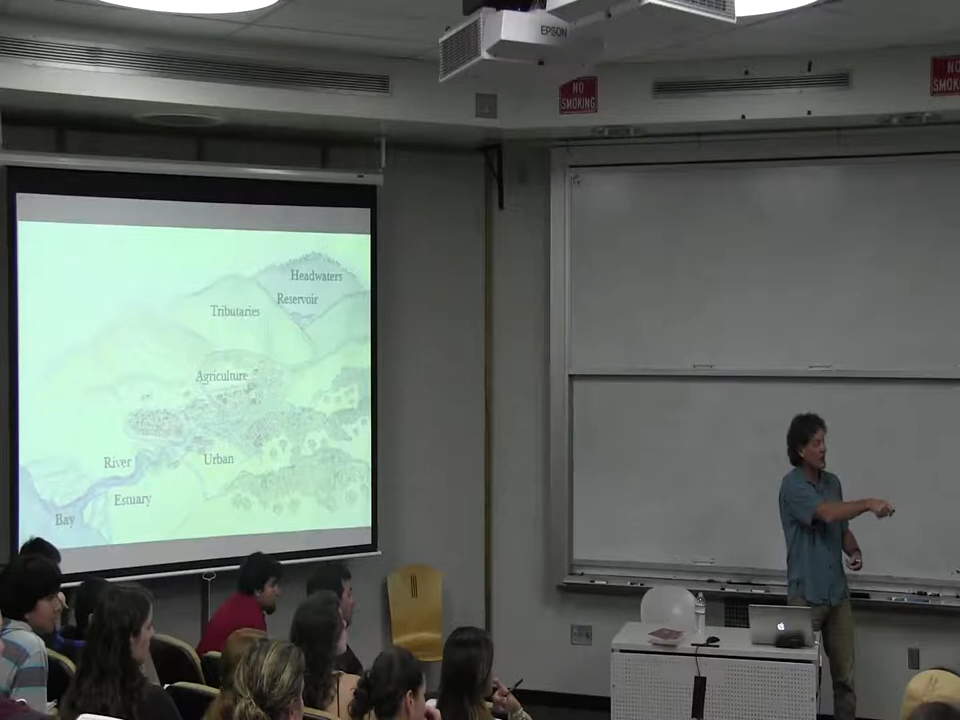 EPSON
NO
SMOKING
NO
SMOK
Headwaters
Reservoir
Tributaries
Agriculture
River
Urban
Estuary
Bay